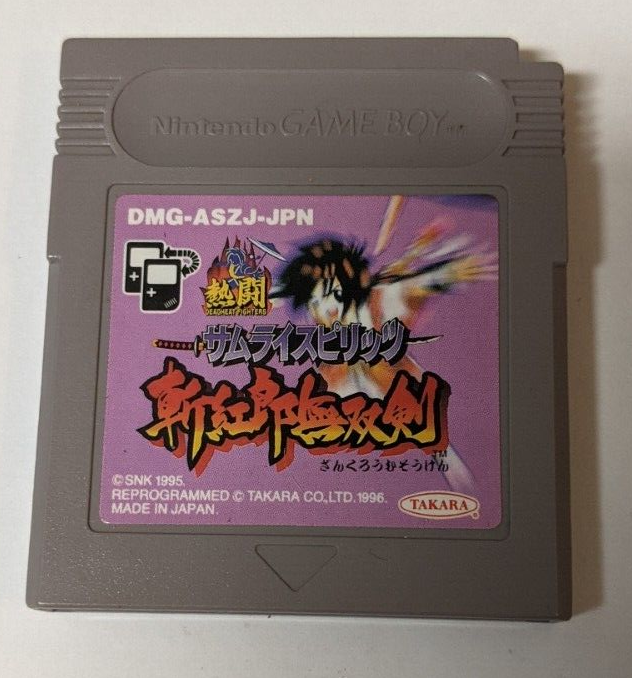 Nintendo GAME BOY TM
DMG-ASZJ-JPN
熱闘
DEADHEAT FIGHTERS
サムライスピリッツ
斬紅郎無双剣
TM
ざんくろうむそうけん
©SNK 1995.
REPROGRAMMED © TAKARA CO.,LTD.1996.
MADE IN JAPAN.
TAKARA®